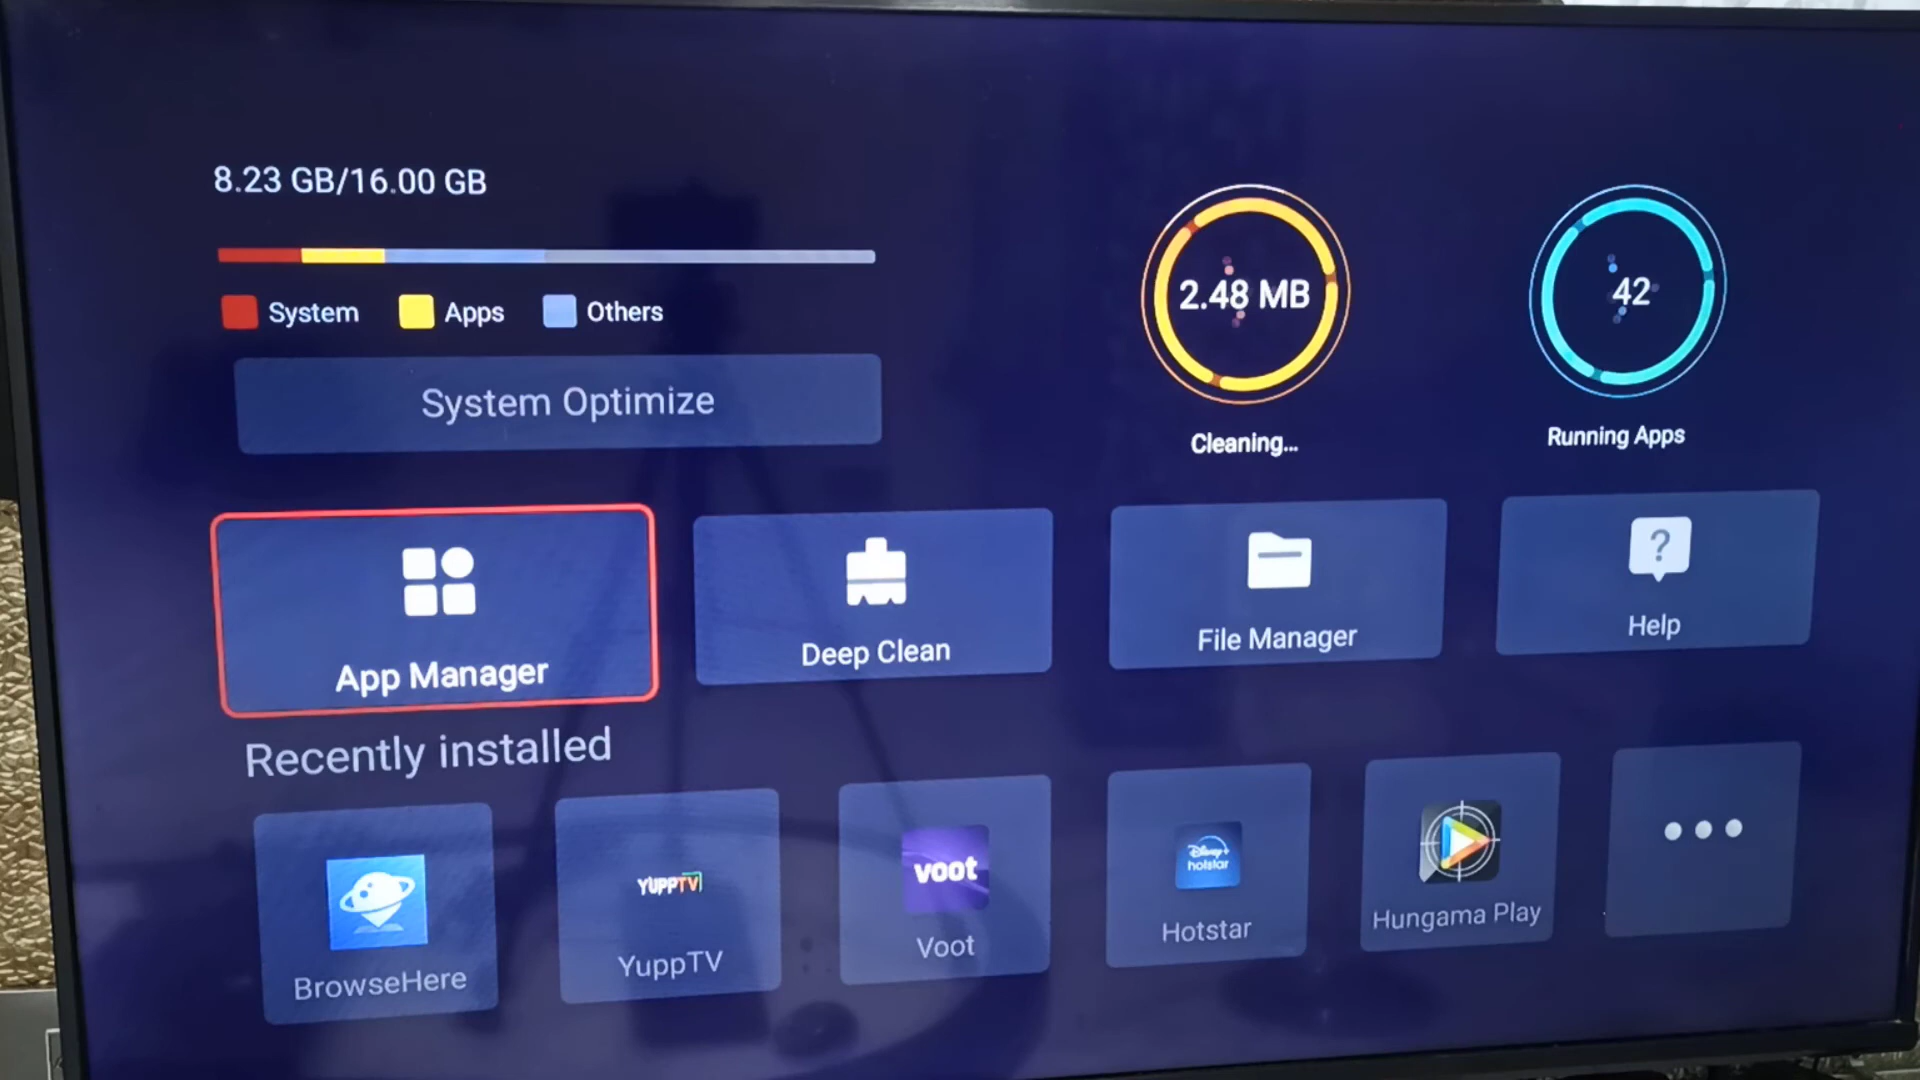 8.23 GB/16.00 GB
System Apps Others
System Optimize
2.48 MB
Cleaning...
42
Running Apps
App Manager
Deep Clean
File Manager
?
Help
Recently installed
YUPPTV
voot
Disney+
hotstar
BrowseHere
YuppTV
Voot
Hotstar
Hungama Play